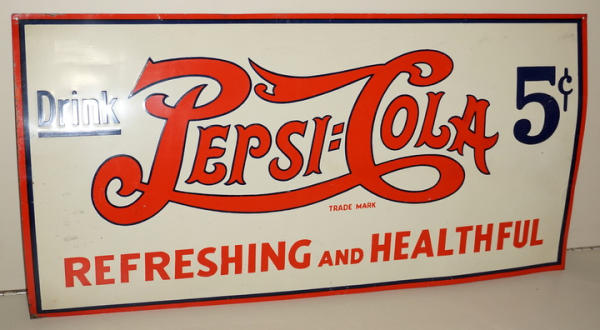 Drink PEPSI=COLA 5¢
TRADE MARK
REFRESHING AND HEALTHFUL